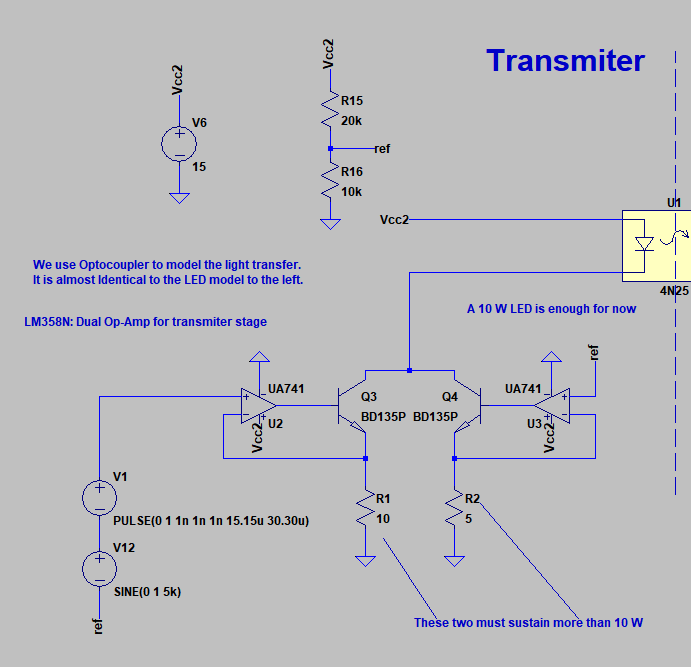 Transmiter
Vcc2
V6
15
Vcc2
R15
20k
ref
R16
10k
Vcc2
U1
4N25
We use Optocoupler to model the light transfer.
It is almost Identical to the LED model to the left.
A 10 W LED is enough for now
LM358N: Dual Op-Amp for transmiter stage
UA741
U2
Vcc2
Q3
BD135P
Q4
BD135P
UA741
U3
Vcc2
ref
V1
PULSE(0 1 1n 1n 1n 15.15u 30.30u)
V12
SINE(0 1 5k)
ref
R1
10
R2
5
These two must sustain more than 10 W